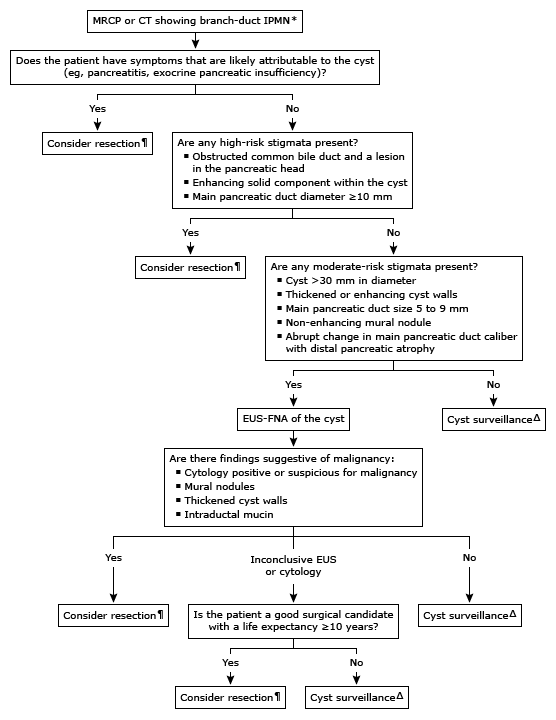 MRCP or CT showing branch-duct IPMN*
Does the patient have symptoms that are likely attributable to the cyst
(eg, pancreatitis, exocrine pancreatic insufficiency)?
Yes
No
Consider resection¶
Are any high-risk stigmata present?
▪ Obstructed common bile duct and a lesion
in the pancreatic head
▪ Enhancing solid component within the cyst
▪ Main pancreatic duct diameter ≥10 mm
Yes
No
Consider resection¶
Are any moderate-risk stigmata present?
▪ Cyst >30 mm in diameter
▪ Thickened or enhancing cyst walls
▪ Main pancreatic duct size 5 to 9 mm
▪ Non-enhancing mural nodule
▪ Abrupt change in main pancreatic duct caliber
with distal pancreatic atrophy
Yes
No
EUS-FNA of the cyst
Cyst surveillanceΔ
Are there findings suggestive of malignancy:
▪ Cytology positive or suspicious for malignancy
▪ Mural nodules
▪ Thickened cyst walls
▪ Intraductal mucin
Yes
Inconclusive EUS
or cytology
No
Consider resection¶
Is the patient a good surgical candidate
with a life expectancy ≥10 years?
Cyst surveillanceΔ
Yes
No
Consider resection¶
Cyst surveillanceΔ